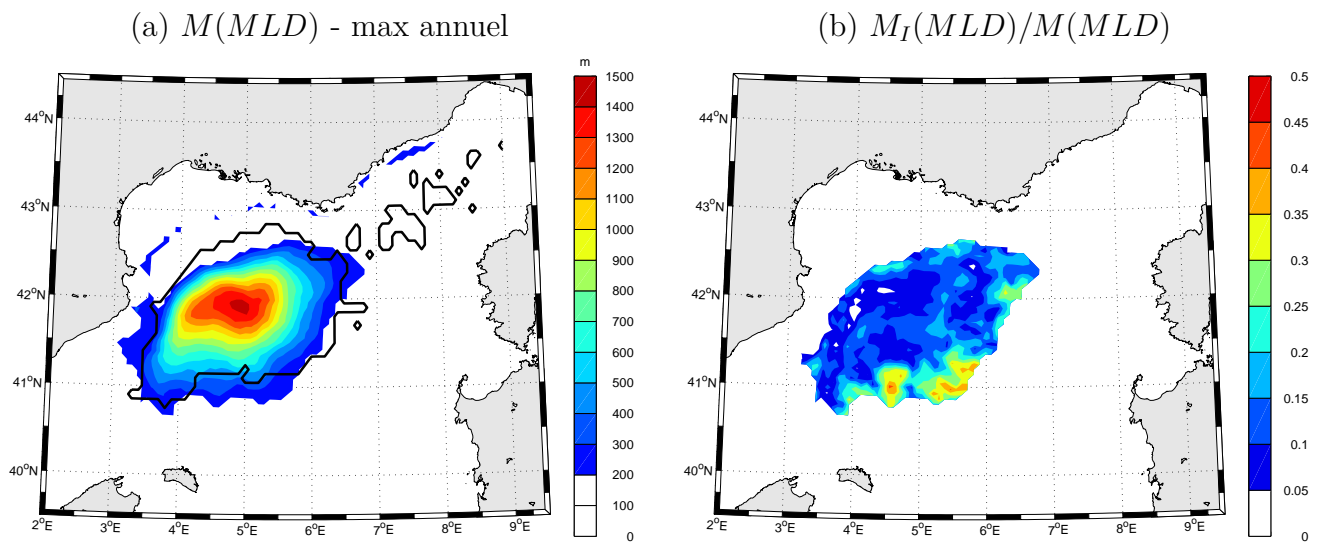 (a) M(MLD) - max annuel
m
1500
1400
1300
1200
1100
1000
900
800
700
600
500
400
300
200
100
0
44°N
43°N
42°N
41°N
40°N
2°E 3°E 4°E 5°E 6°E 7°E 8°E 9°E
(b) M_I(MLD)/M(MLD)
0.5
0.45
0.4
0.35
0.3
0.25
0.2
0.15
0.1
0.05
0
44°N
43°N
42°N
41°N
40°N
2°E 3°E 4°E 5°E 6°E 7°E 8°E 9°E